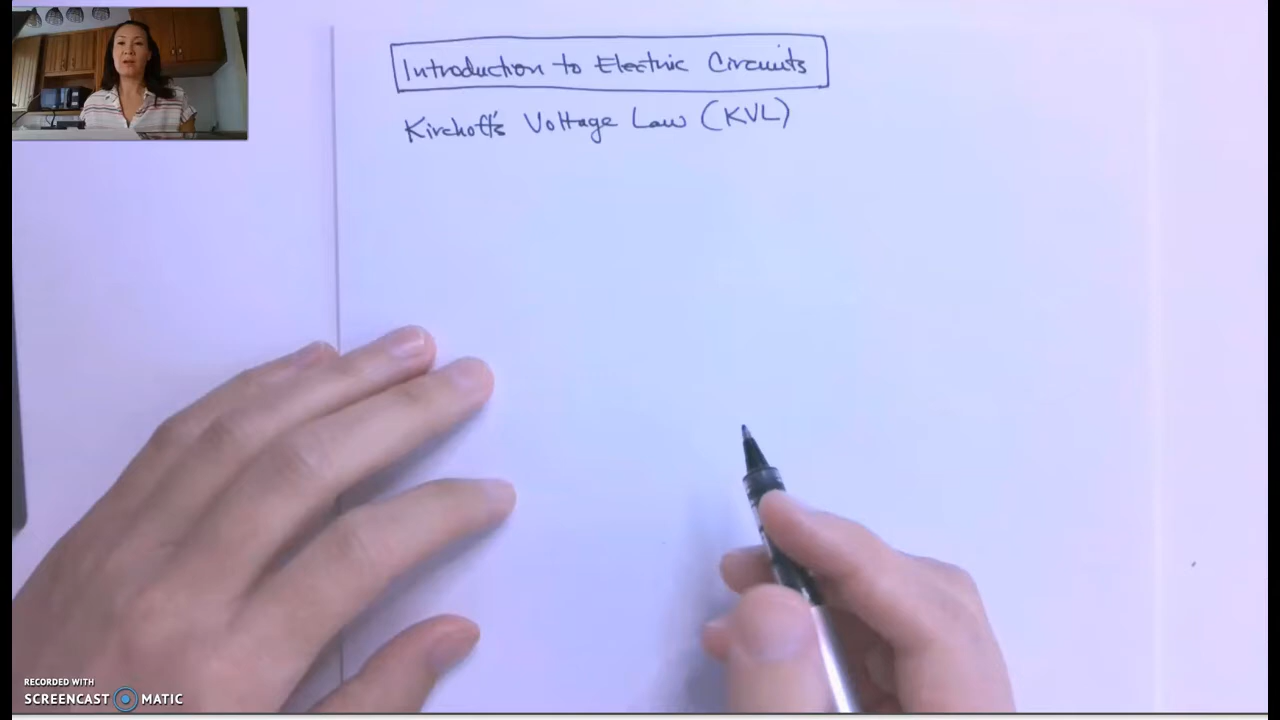 Introduction to Electric Circuits
Kirchoff's Voltage Law (KVL)
RECORDED WITH
SCREENCAST MATIC